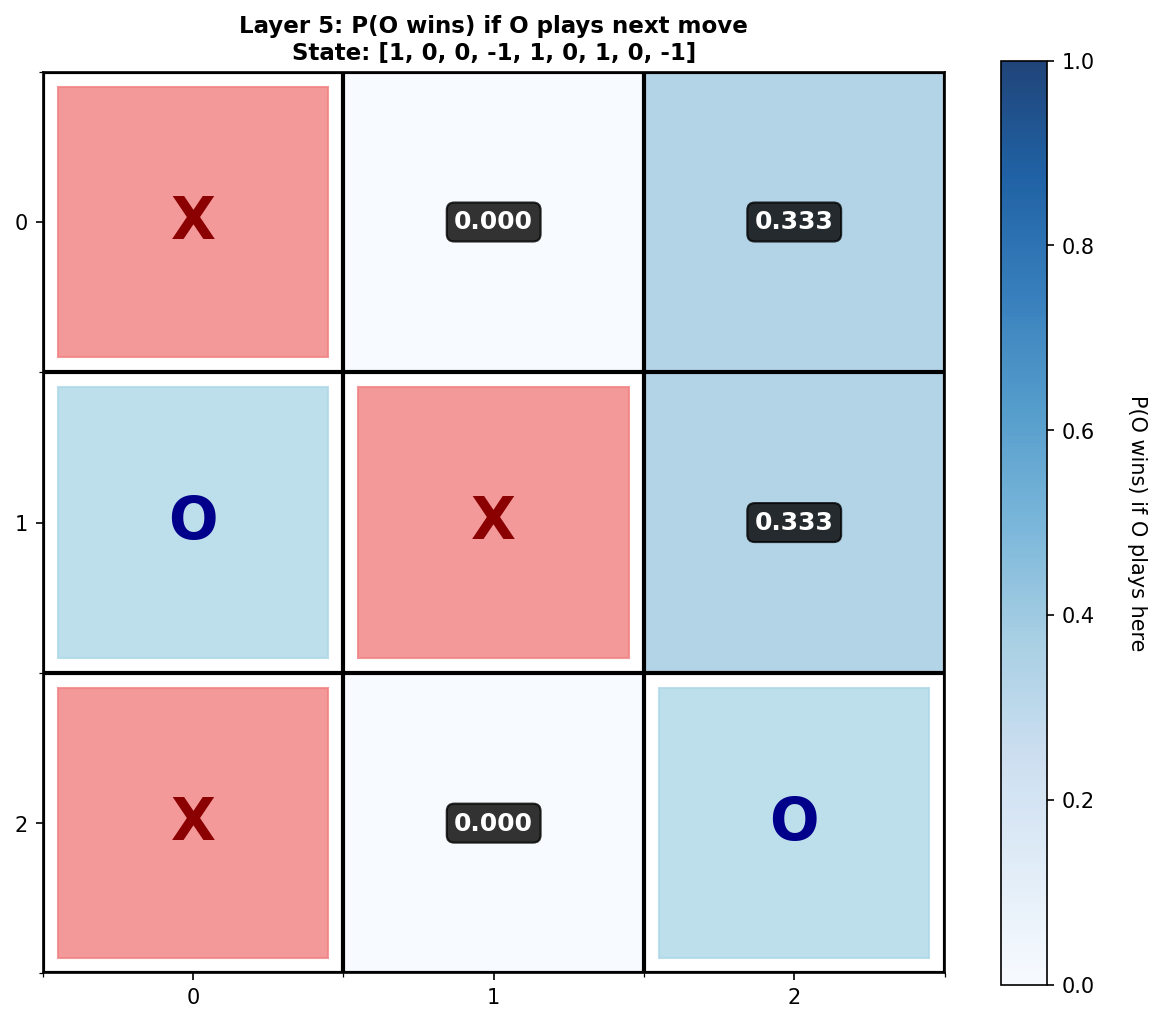 Layer 5: P(O wins) if O plays next move
State: [1, 0, 0, -1, 1, 0, 1, 0, -1]
0
X
0.000
0.333
1
O
X
0.333
2
X
0.000
O
0
1
2
1.0
0.8
0.6
0.4
0.2
0.0
P(O wins) if O plays here